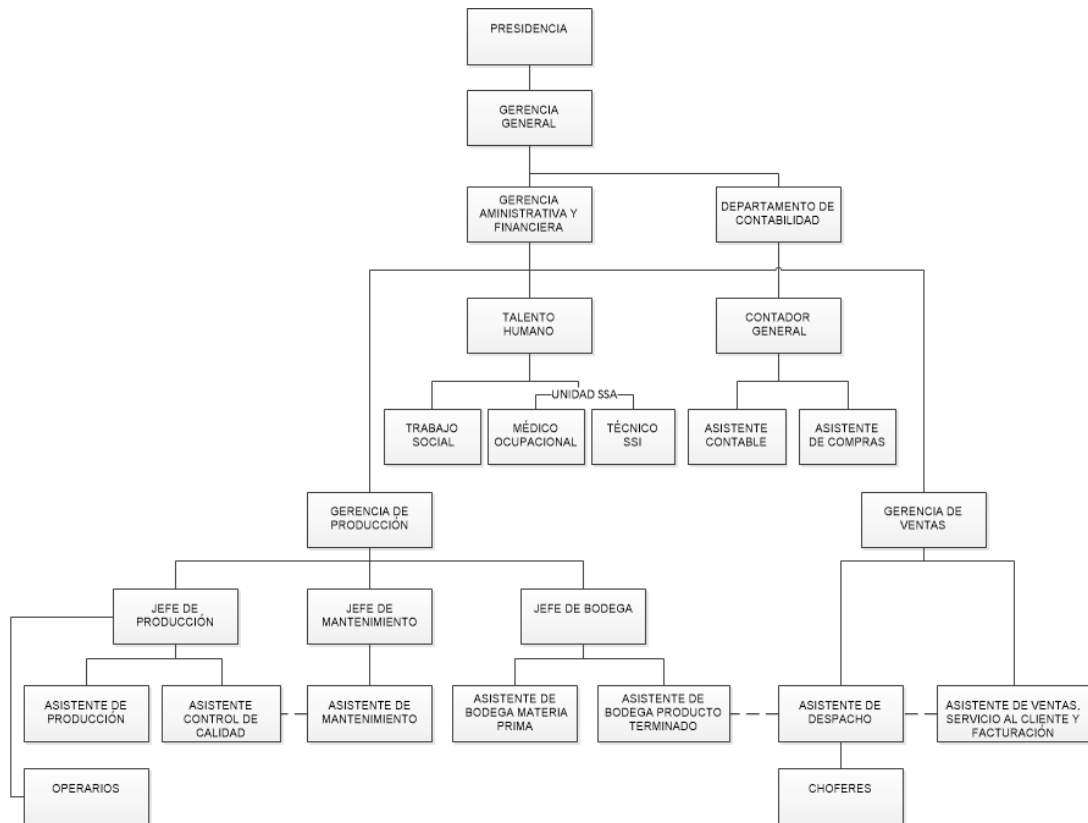 PRESIDENCIA
GERENCIA
GENERAL
GERENCIA
AMINISTRATIVA Y
FINANCIERA
DEPARTAMENTO DE
CONTABILIDAD
TALENTO
HUMANO
CONTADOR
GENERAL
UNIDAD SSA
TRABAJO
SOCIAL
MÉDICO
OCUPACIONAL
TÉCNICO
SSI
ASISTENTE
CONTABLE
ASISTENTE
DE COMPRAS
GERENCIA DE
PRODUCCIÓN
GERENCIA DE
VENTAS
JEFE DE
PRODUCCIÓN
JEFE DE
MANTENIMIENTO
JEFE DE BODEGA
ASISTENTE DE
PRODUCCIÓN
ASISTENTE
CONTROL DE
CALIDAD
ASISTENTE DE
MANTENIMIENTO
ASISTENTE DE
BODEGA MATERIA
PRIMA
ASISTENTE DE
BODEGA PRODUCTO
TERMINADO
ASISTENTE DE
DESPACHO
ASISTENTE DE VENTAS,
SERVICIO AL CLIENTE Y
FACTURACIÓN
OPERARIOS
CHOFERES